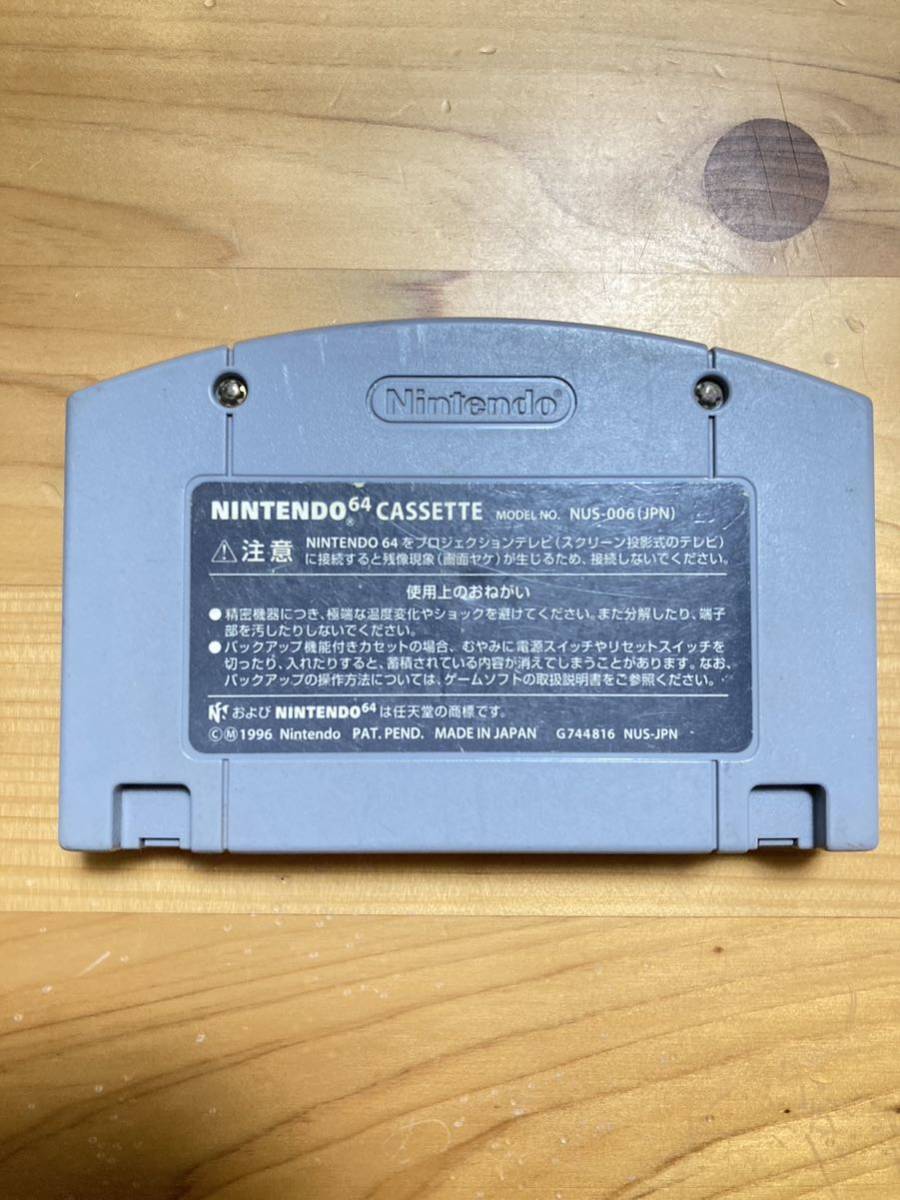 Nintendo
NINTENDO64® CASSETTE MODEL NO. NUS-006(JPN)
⚠注意 NINTENDO 64をプロジェクションテレビ(スクリーン投影式のテレビ)
に接続すると残像現象(画面ヤケ)が生じるため、接続しないでください。
使用上のおねがい
●精密機器につき、極端な温度変化やショックを避けてください。また分解したり、端子
部を汚したりしないでください。
●バックアップ機能付きカセットの場合、むやみに電源スイッチやリセットスイッチを
切ったり、入れたりすると、蓄積されている内容が消えてしまうことがあります。なお、
バックアップの操作方法については、ゲームソフトの取扱説明書をご参照ください。
および NINTENDO64 は任天堂の商標です。
ⒸⓂ1996 Nintendo PAT. PEND. MADE IN JAPAN G744816 NUS-JPN